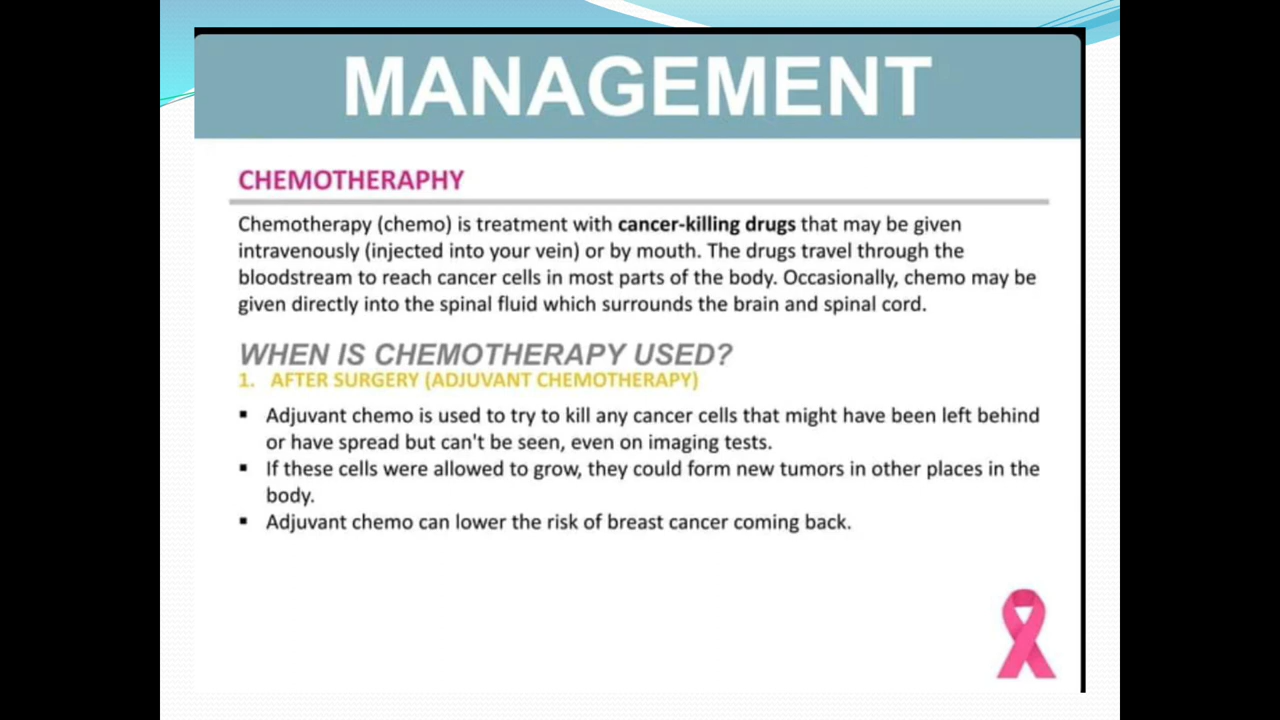 MANAGEMENT
CHEMOTHERAPHY
Chemotherapy (chemo) is treatment with cancer-killing drugs that may be given
intravenously (injected into your vein) or by mouth. The drugs travel through the
bloodstream to reach cancer cells in most parts of the body. Occasionally, chemo may be
given directly into the spinal fluid which surrounds the brain and spinal cord.
WHEN IS CHEMOTHERAPY USED?
1. AFTER SURGERY (ADJUVANT CHEMOTHERAPY)
▪ Adjuvant chemo is used to try to kill any cancer cells that might have been left behind
or have spread but can't be seen, even on imaging tests.
▪ If these cells were allowed to grow, they could form new tumors in other places in the
body.
▪ Adjuvant chemo can lower the risk of breast cancer coming back.